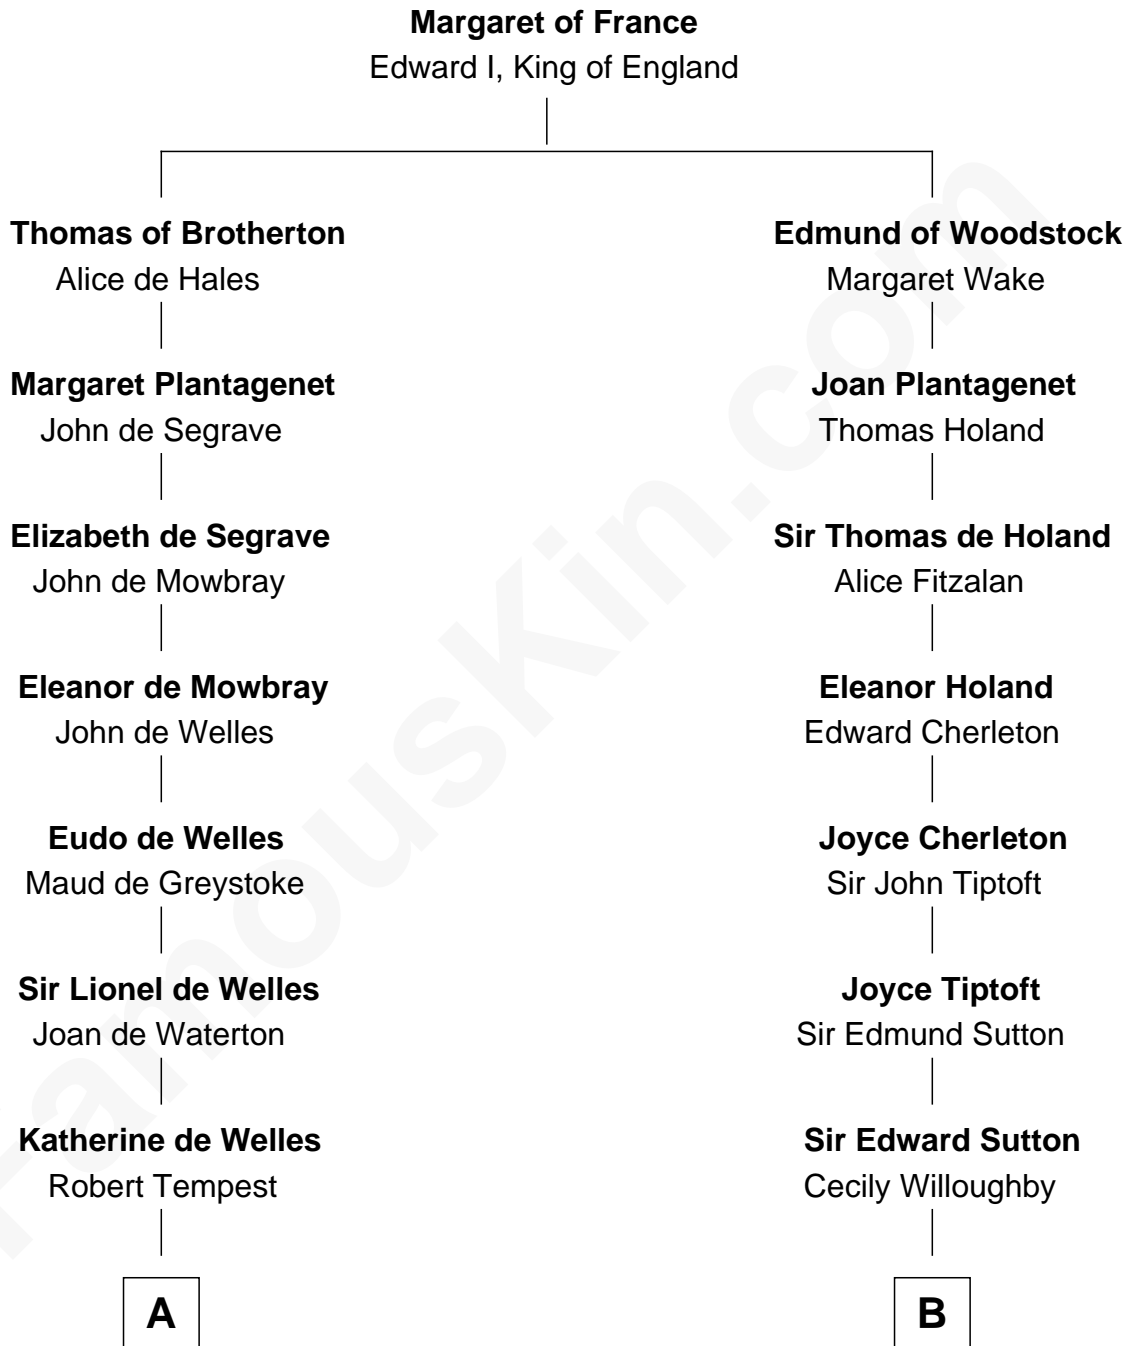 Margaret of France
Edward I, King of England
Thomas of Brotherton
Alice de Hales
Edmund of Woodstock
Margaret Wake
Margaret Plantagenet
John de Segrave
Joan Plantagenet
Thomas Holand
Elizabeth de Segrave
John de Mowbray
Sir Thomas de Holand
Alice Fitzalan
Eleanor de Mowbray
John de Welles
Eleanor Holand
Edward Cherleton
Eudo de Welles
Maud de Greystoke
Joyce Cherleton
Sir John Tiptoft
Sir Lionel de Welles
Joan de Waterton
Joyce Tiptoft
Sir Edmund Sutton
Katherine de Welles
Robert Tempest
Sir Edward Sutton
Cecily Willoughby
A
B
FamousKin.com